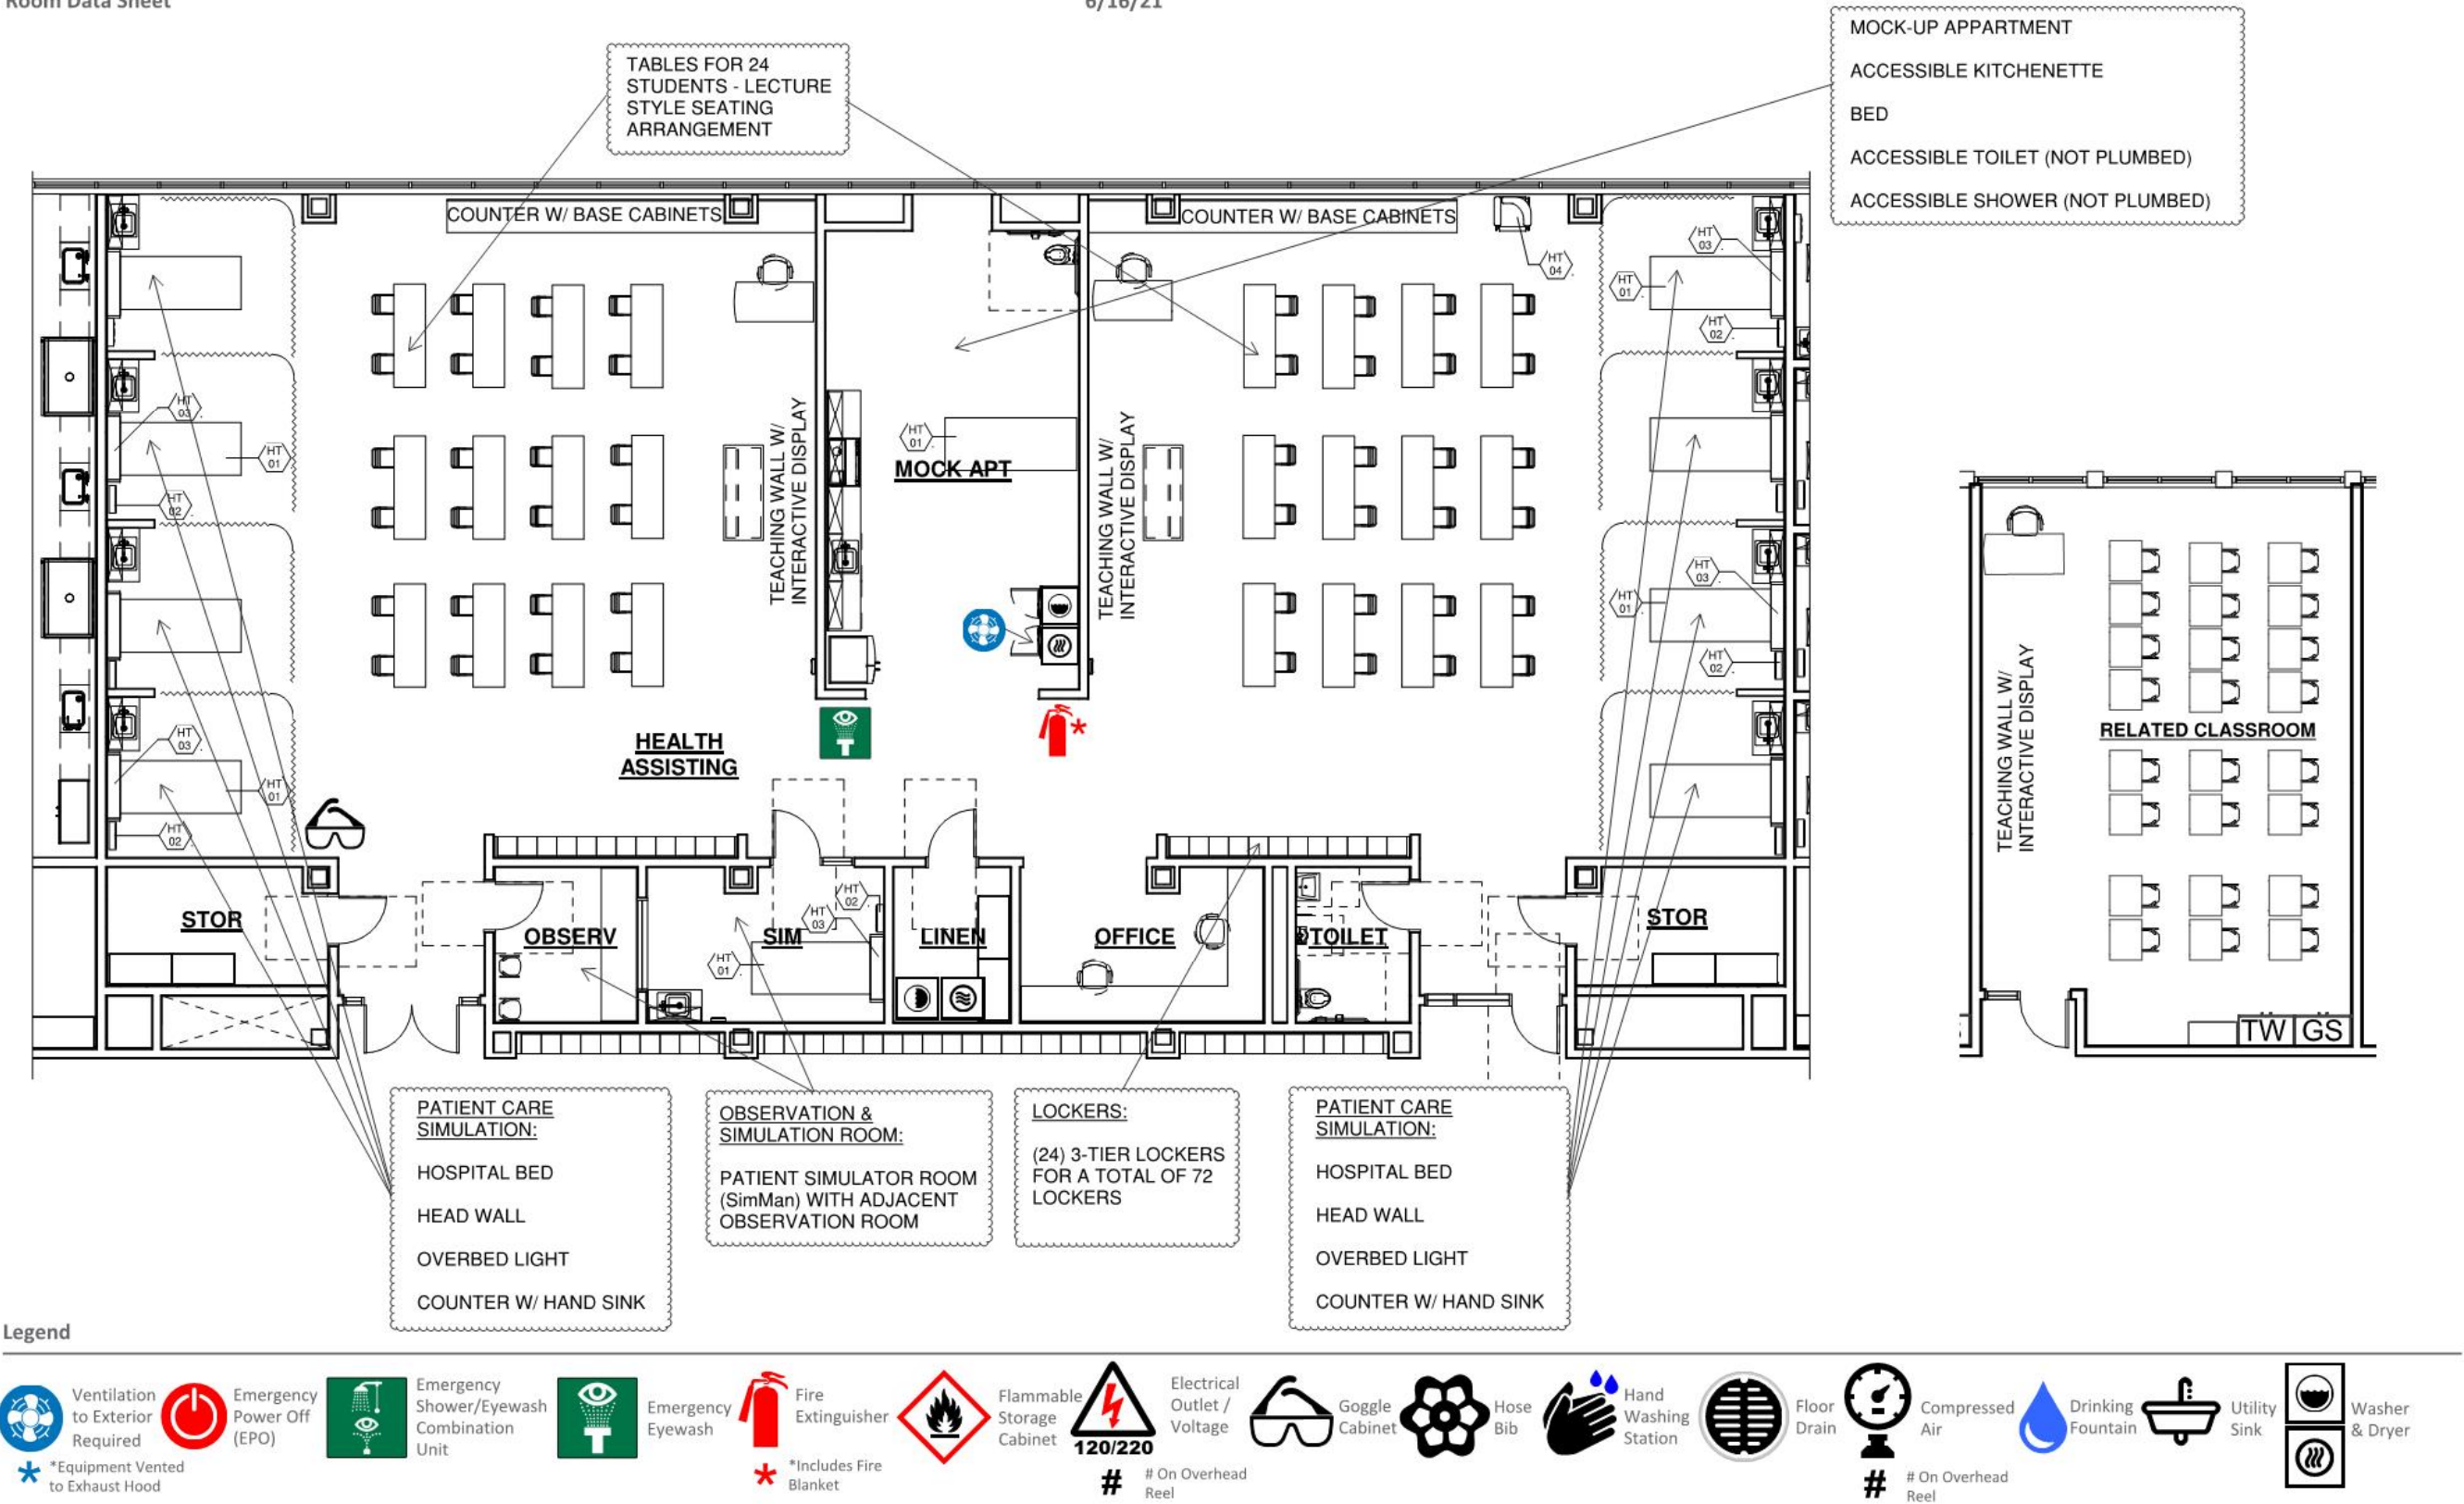 Room Data Sheet
6/16/21
TABLES FOR 24
STUDENTS - LECTURE
STYLE SEATING
ARRANGEMENT
MOCK-UP APPARTMENT
ACCESSIBLE KITCHENETTE
BED
ACCESSIBLE TOILET (NOT PLUMBED)
ACCESSIBLE SHOWER (NOT PLUMBED)
COUNTER W/ BASE CABINETS
COUNTER W/ BASE CABINETS
HT
03
HT
04
HT
01
HT
02
HT
03
HT
01
HT
02
TEACHING WALL W/
INTERACTIVE DISPLAY
HT
01
MOCK APT
TEACHING WALL W/
INTERACTIVE DISPLAY
HT
03
HT
01
HT
02
HT
03
HT
01
HT
02
HEALTH
ASSISTING
TEACHING WALL W/
INTERACTIVE DISPLAY
RELATED CLASSROOM
TW
GS
STOR
OBSERV
SIM
HT
02
HT
03
HT
01
LINEN
OFFICE
TOILET
STOR
PATIENT CARE
SIMULATION:
HOSPITAL BED
HEAD WALL
OVERBED LIGHT
COUNTER W/ HAND SINK
OBSERVATION &
SIMULATION ROOM:
PATIENT SIMULATOR ROOM
(SimMan) WITH ADJACENT
OBSERVATION ROOM
LOCKERS:
(24) 3-TIER LOCKERS
FOR A TOTAL OF 72
LOCKERS
PATIENT CARE
SIMULATION:
HOSPITAL BED
HEAD WALL
OVERBED LIGHT
COUNTER W/ HAND SINK
Legend
Ventilation
to Exterior
Required
*Equipment Vented
to Exhaust Hood
Emergency
Power Off
(EPO)
Emergency
Shower/Eyewash
Combination
Unit
Emergency
Eyewash
Fire
Extinguisher
*Includes Fire
Blanket
Flammable
Storage
Cabinet
120/220
Electrical
Outlet /
Voltage
# # On Overhead
Reel
Goggle
Cabinet
Hose
Bib
Hand
Washing
Station
Floor
Drain
Compressed
Air
# # On Overhead
Reel
Drinking
Fountain
Utility
Sink
Washer
& Dryer